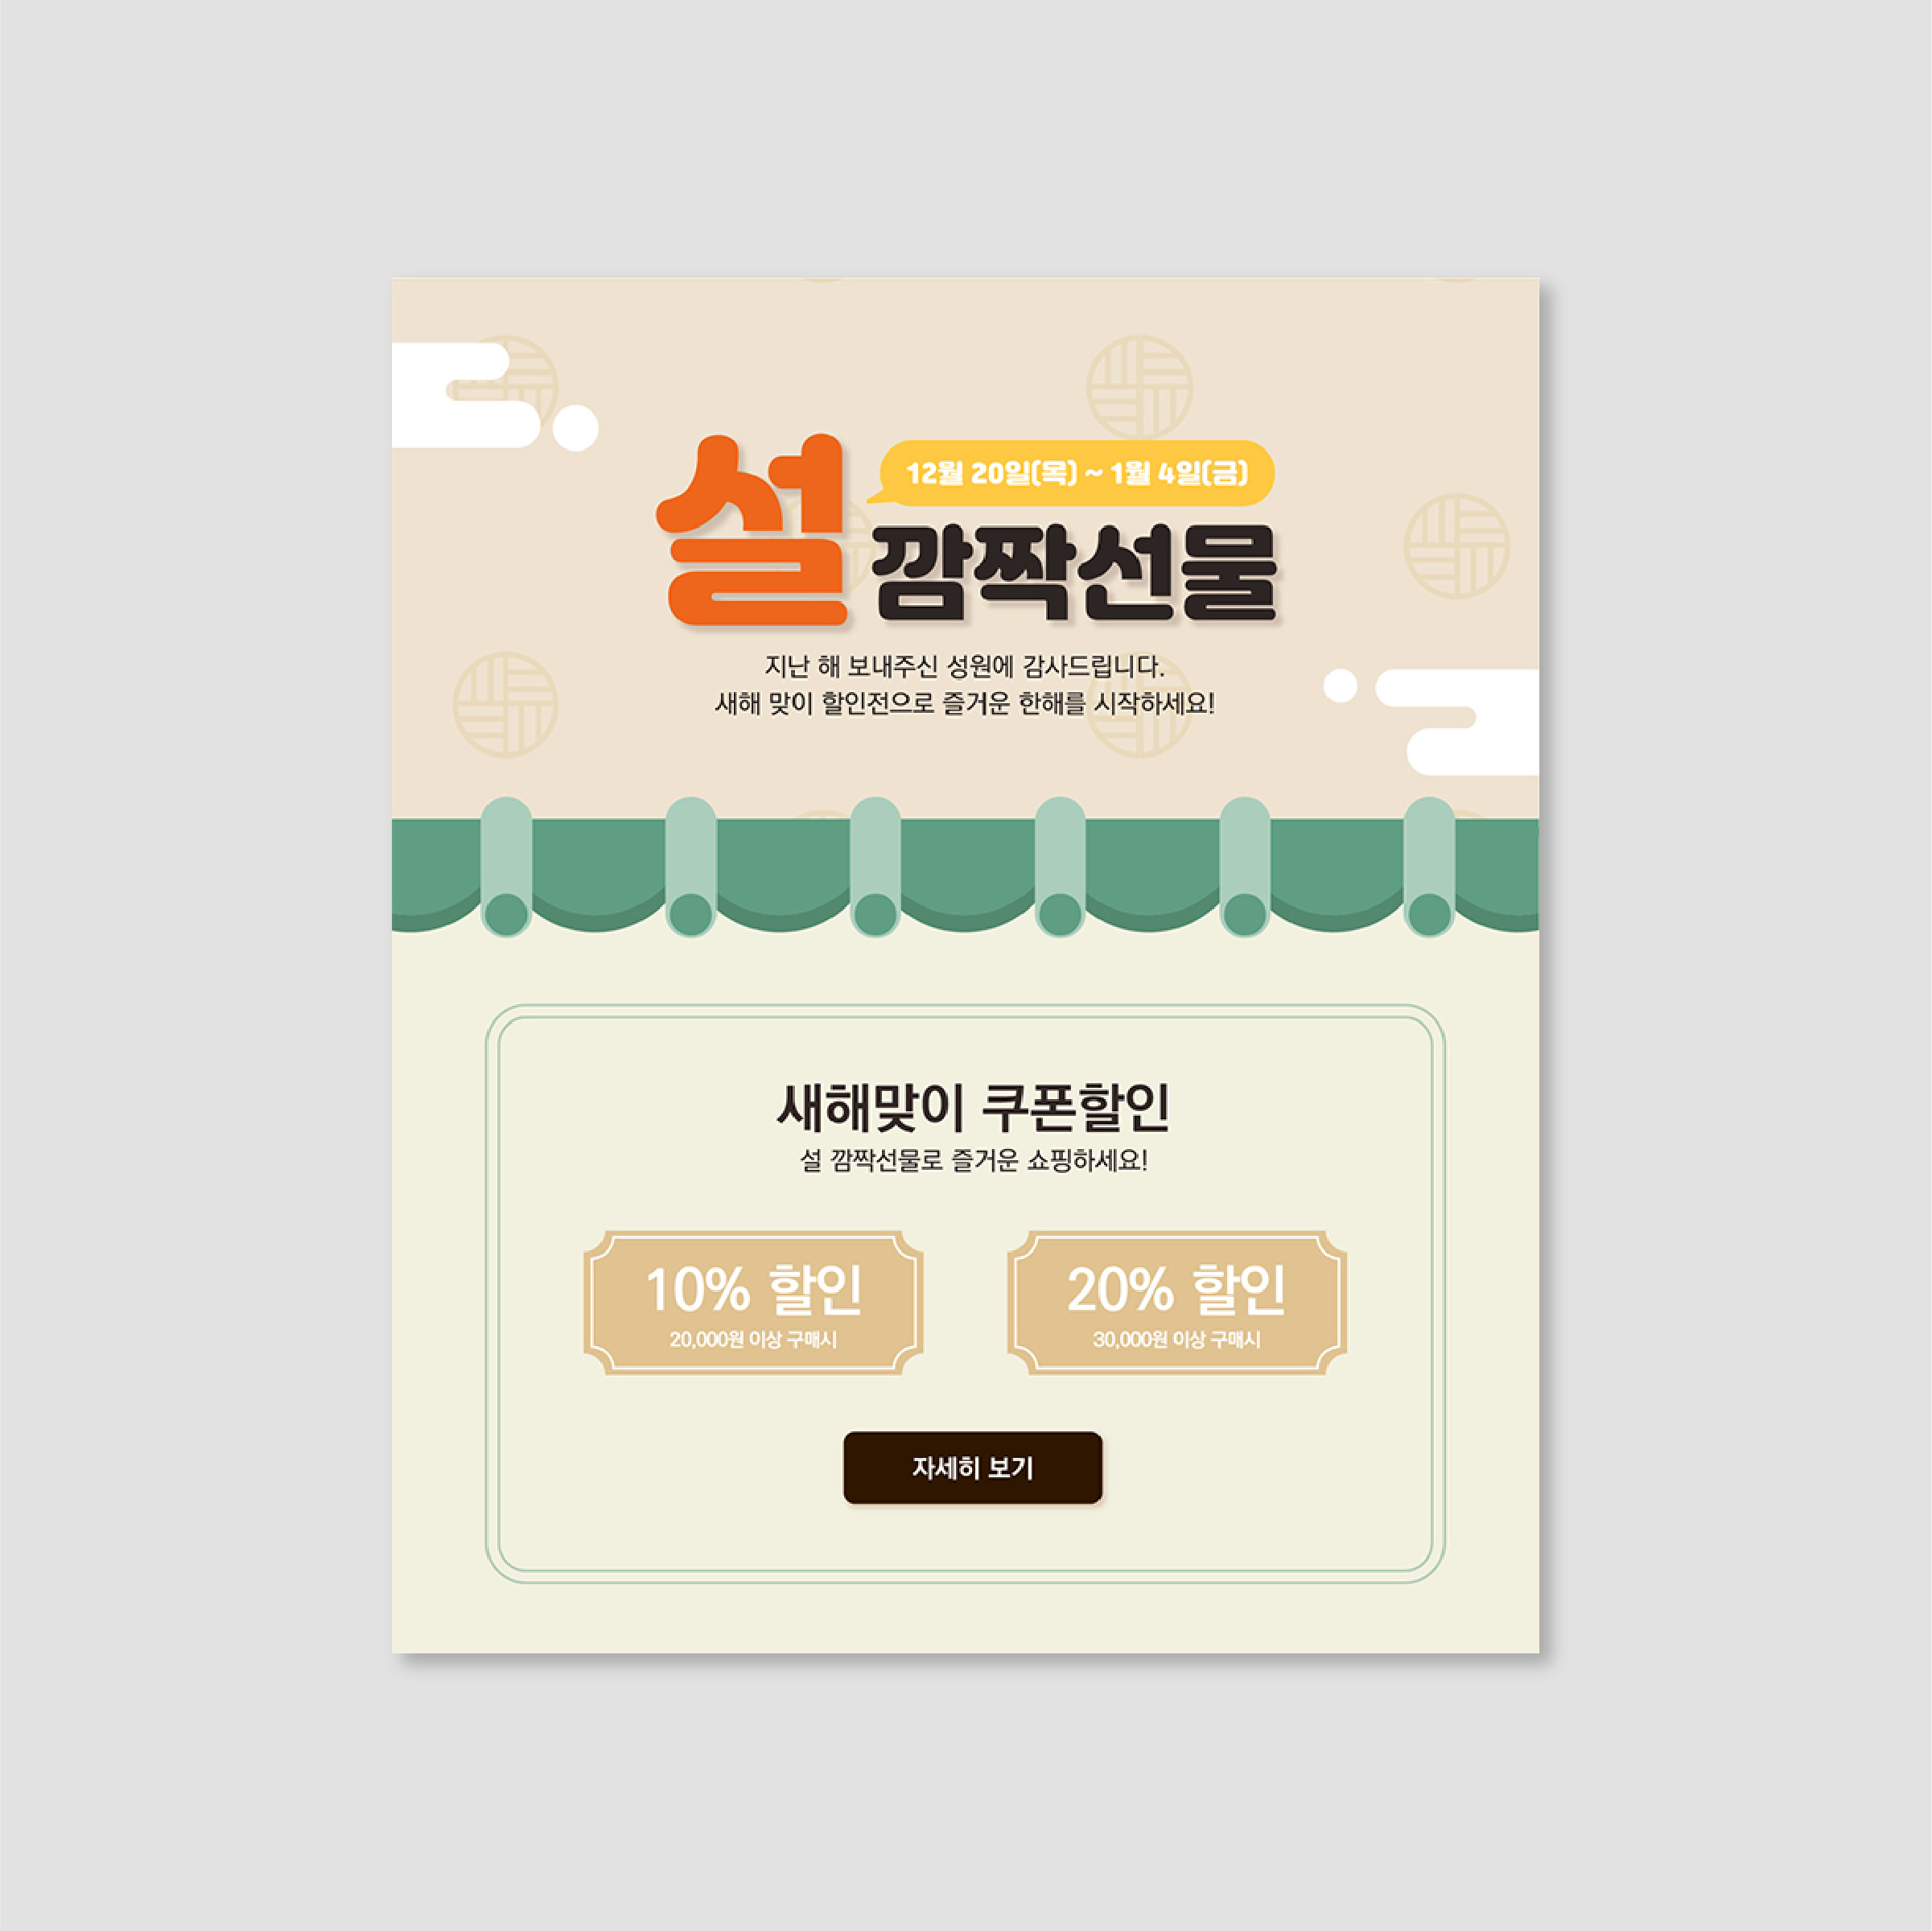 설
12월 20일(목) ~ 1월 4일(금)
깜짝선물
지난 해 보내주신 성원에 감사드립니다.
새해 맞이 할인전으로 즐거운 한해를 시작하세요!
새해맞이 쿠폰할인
설 깜짝선물로 즐거운 쇼핑하세요!
10% 할인
20,000원 이상 구매시
20% 할인
30,000원 이상 구매시
자세히 보기